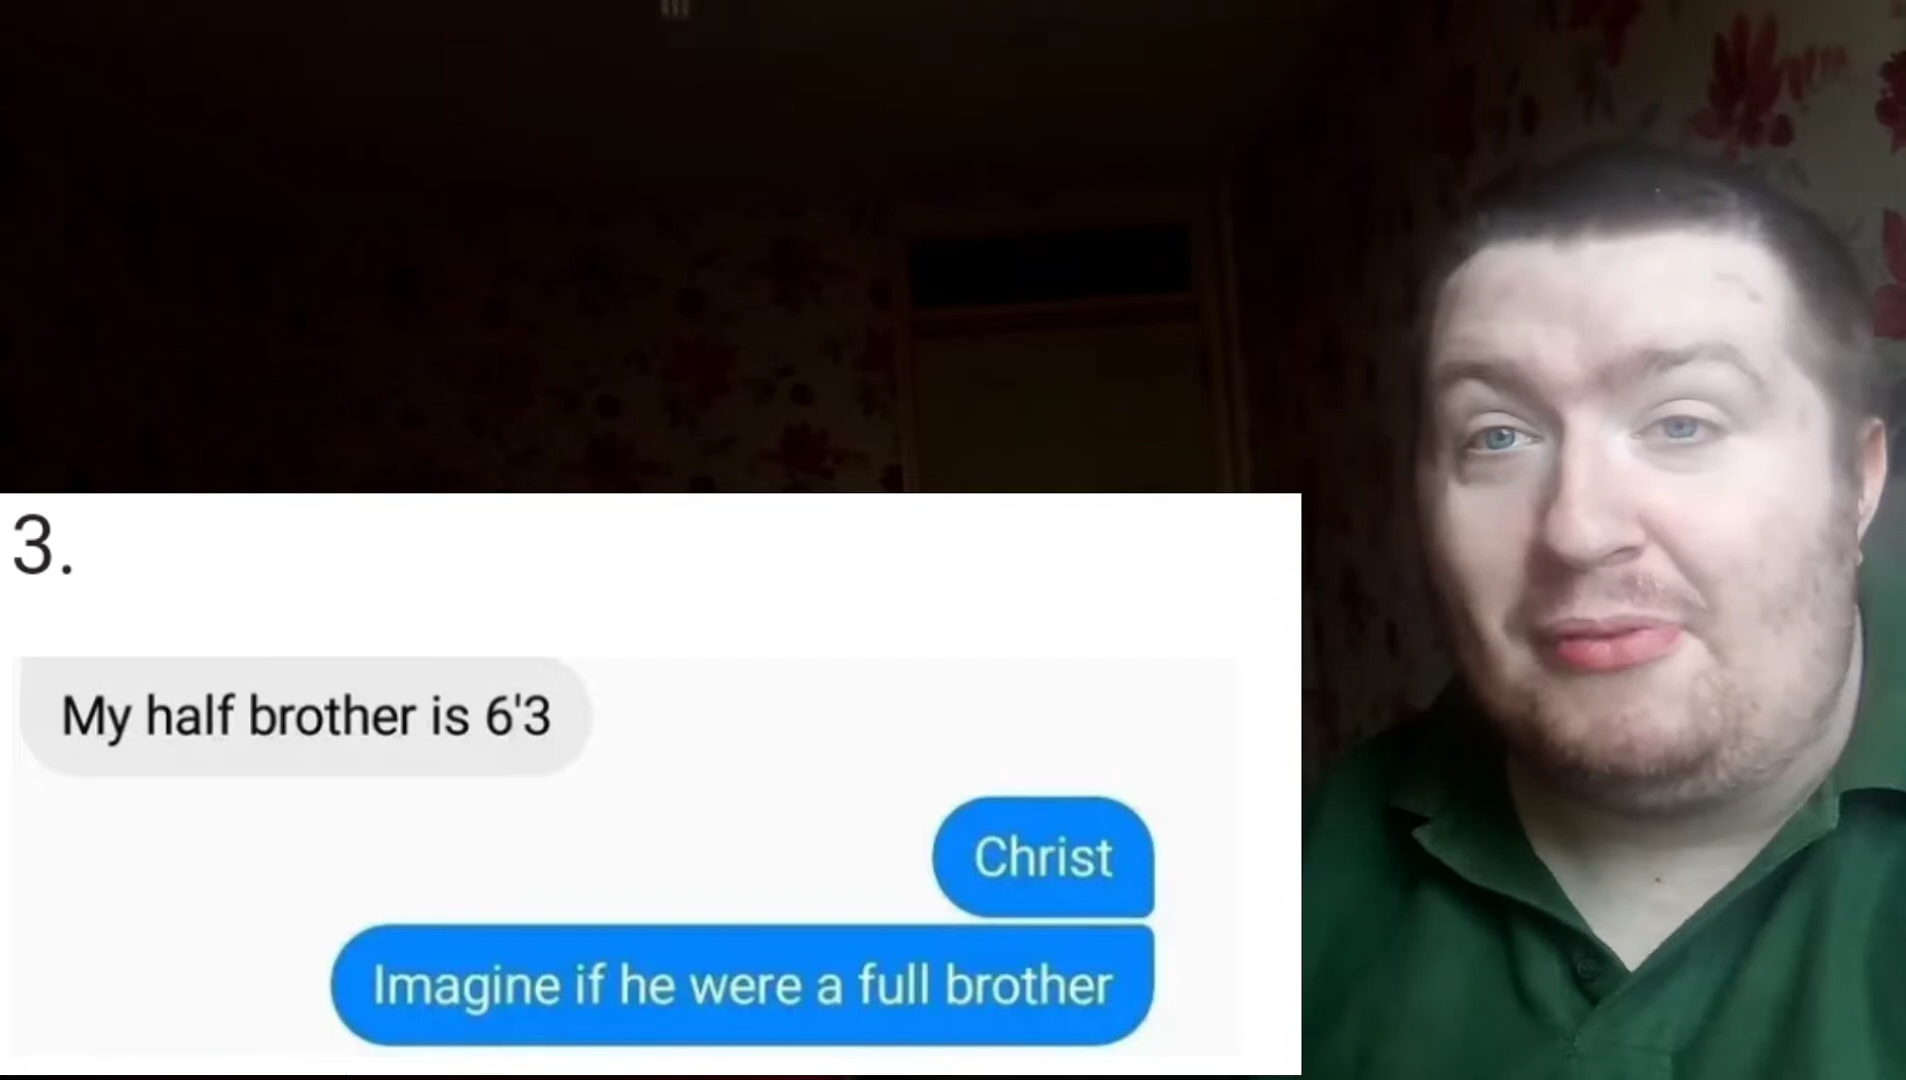 3.
My half brother is 6'3
Christ
Imagine if he were a full brother